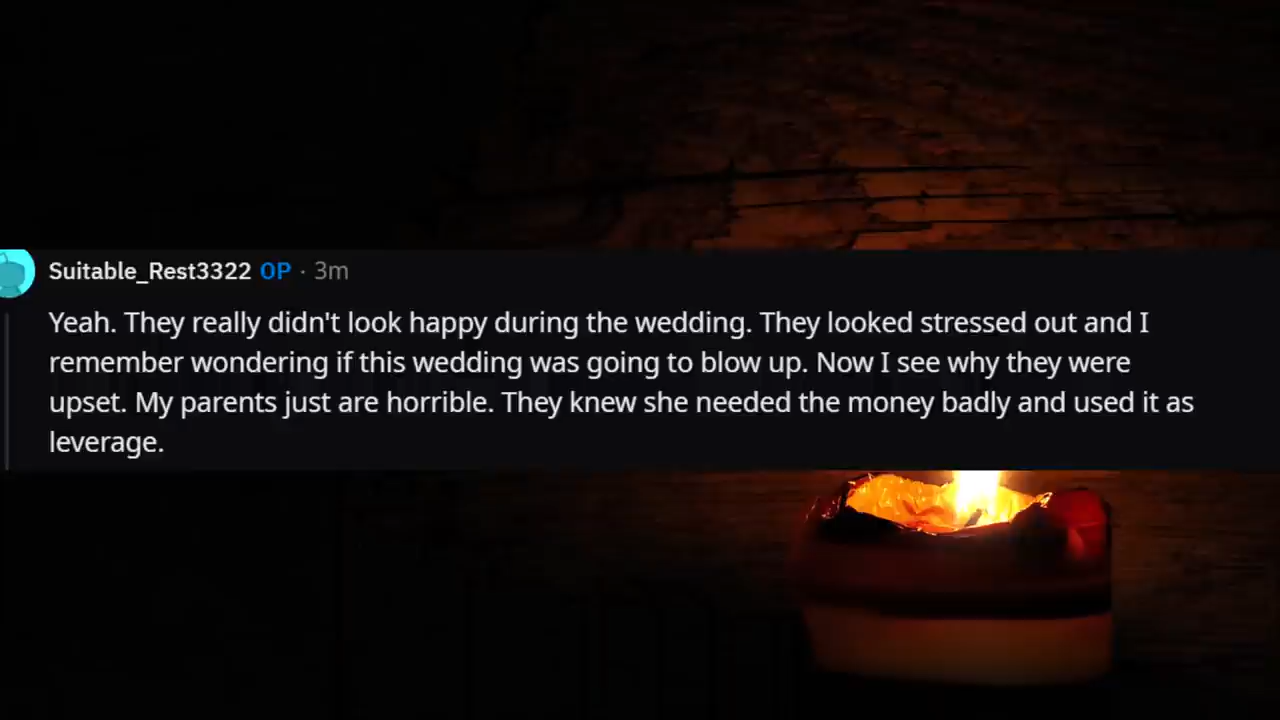 Suitable_Rest3322 OP · 3m
Yeah. They really didn't look happy during the wedding. They looked stressed out and I
remember wondering if this wedding was going to blow up. Now I see why they were
upset. My parents just are horrible. They knew she needed the money badly and used it as
leverage.